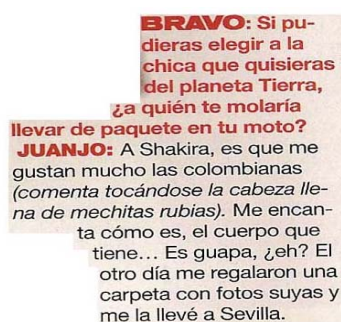 BRAVO: Si pu-
dieras elegir a la
chica que quisieras
del planeta Tierra,
¿a quién te molaría
llevar de paquete en tu moto?
JUANJO: A Shakira, es que me
gustan mucho las colombianas
(comenta tocándose la cabeza lle-
na de mechitas rubias). Me encan-
ta cómo es, el cuerpo que
tiene... Es guapa, ¿eh? El
otro día me regalaron una
carpeta con fotos suyas y
me la llevé a Sevilla.